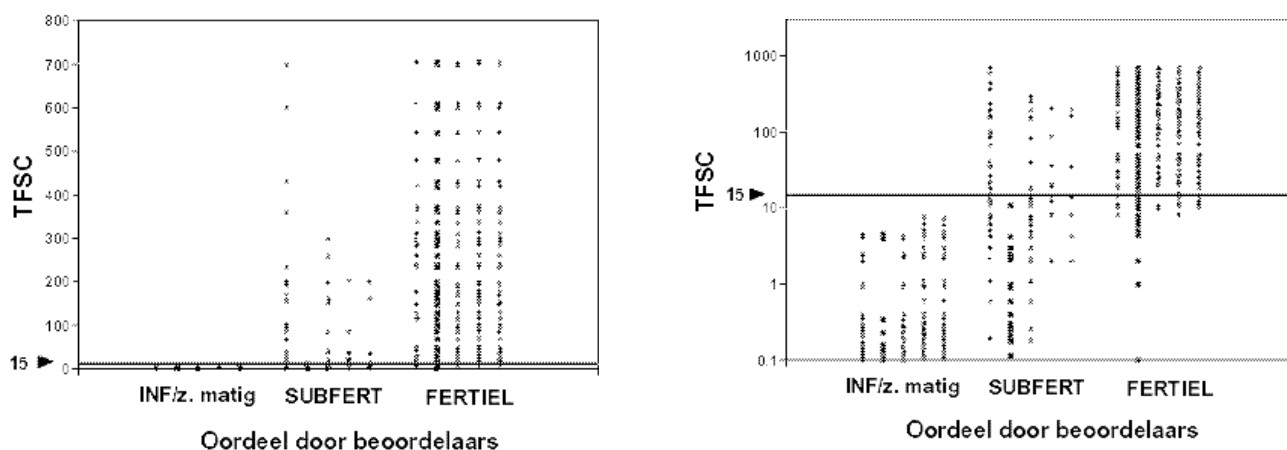 800
700
600
500
400
300
200
100
0
TFSC
15
INF/z. matig SUBFERT FERTIEL
Oordeel door beoordelaars
1000
100
10
1
0.1
TFSC
15
INF/z. matig SUBFERT FERTIEL
Oordeel door beoordelaars